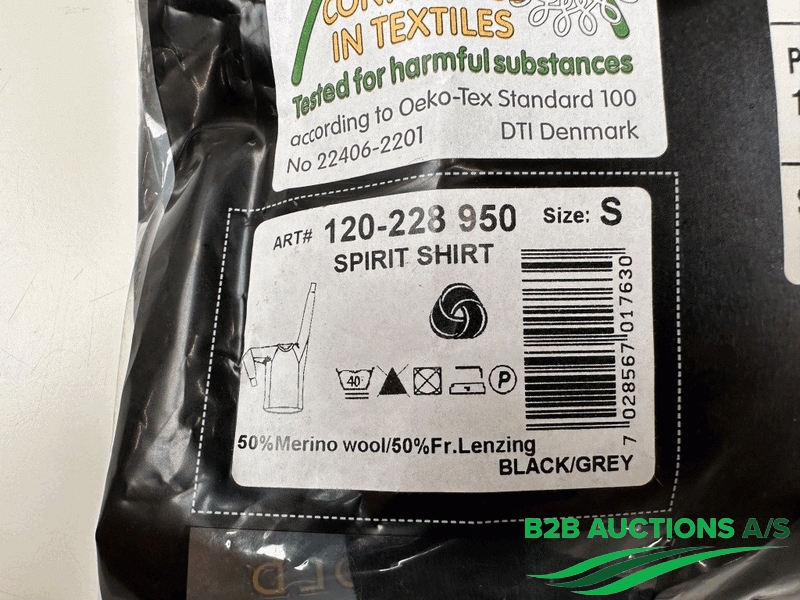 IN TEXTILES
Tested for harmful substances
according to Oeko-Tex Standard 100
No 22406-2201 DTI Denmark
ART# 120-228 950 Size: S
SPIRIT SHIRT
40
P
7 028567 017630
50%Merino wool/50%Fr.Lenzing
BLACK/GREY
B2B AUCTIONS A/S